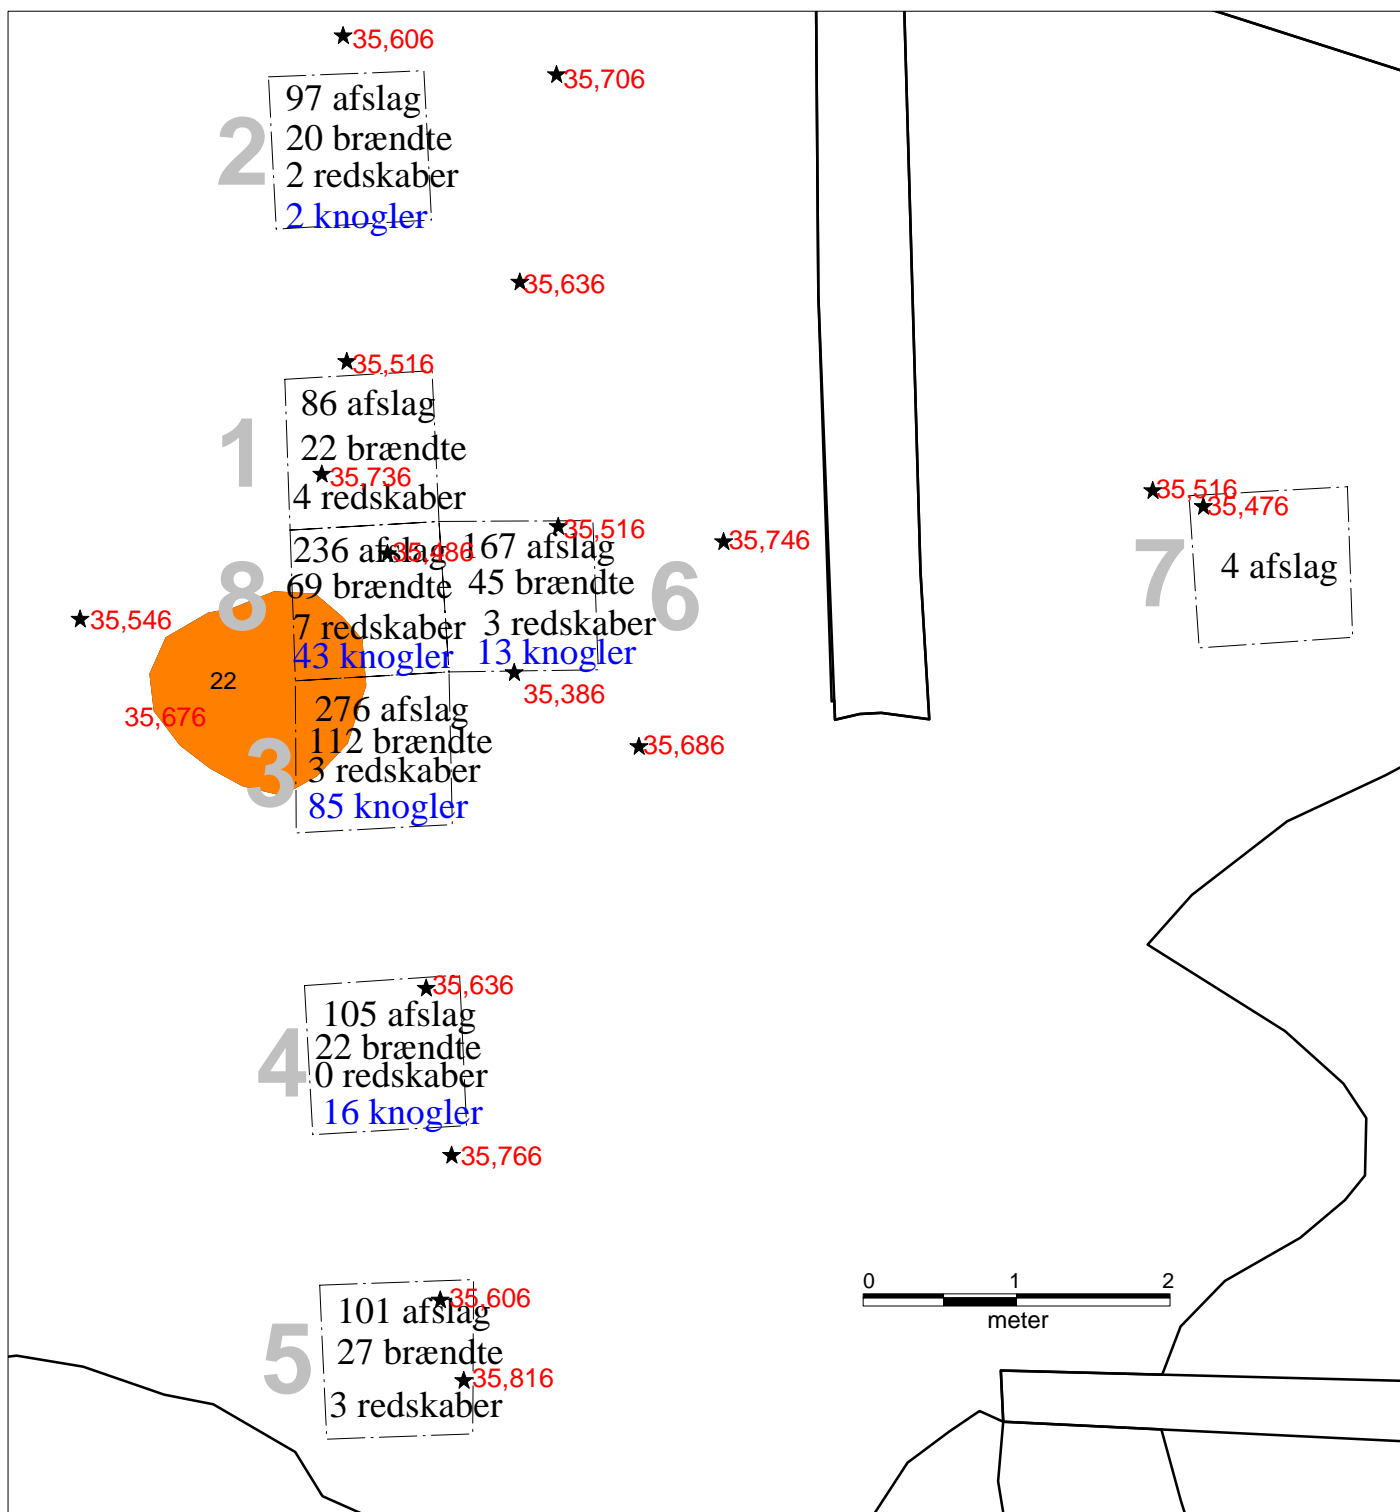 35,606
35,706
97 afslag
20 brændte
2 redskaber
2 knogler
2
35,636
35,516
86 afslag
22 brændte
35,736
4 redskaber
1
35,516
236 afslag
35,486
69 brændte
7 redskaber
43 knogler
8
167 afslag
45 brændte
3 redskaber
13 knogler
6
35,746
35,516
35,476
4 afslag
7
35,546
22
35,676
35,386
35,686
276 afslag
112 brændte
3 redskaber
85 knogler
3
35,636
105 afslag
22 brændte
0 redskaber
16 knogler
4
35,766
35,606
101 afslag
27 brændte
35,816
3 redskaber
5
0 1 2
meter